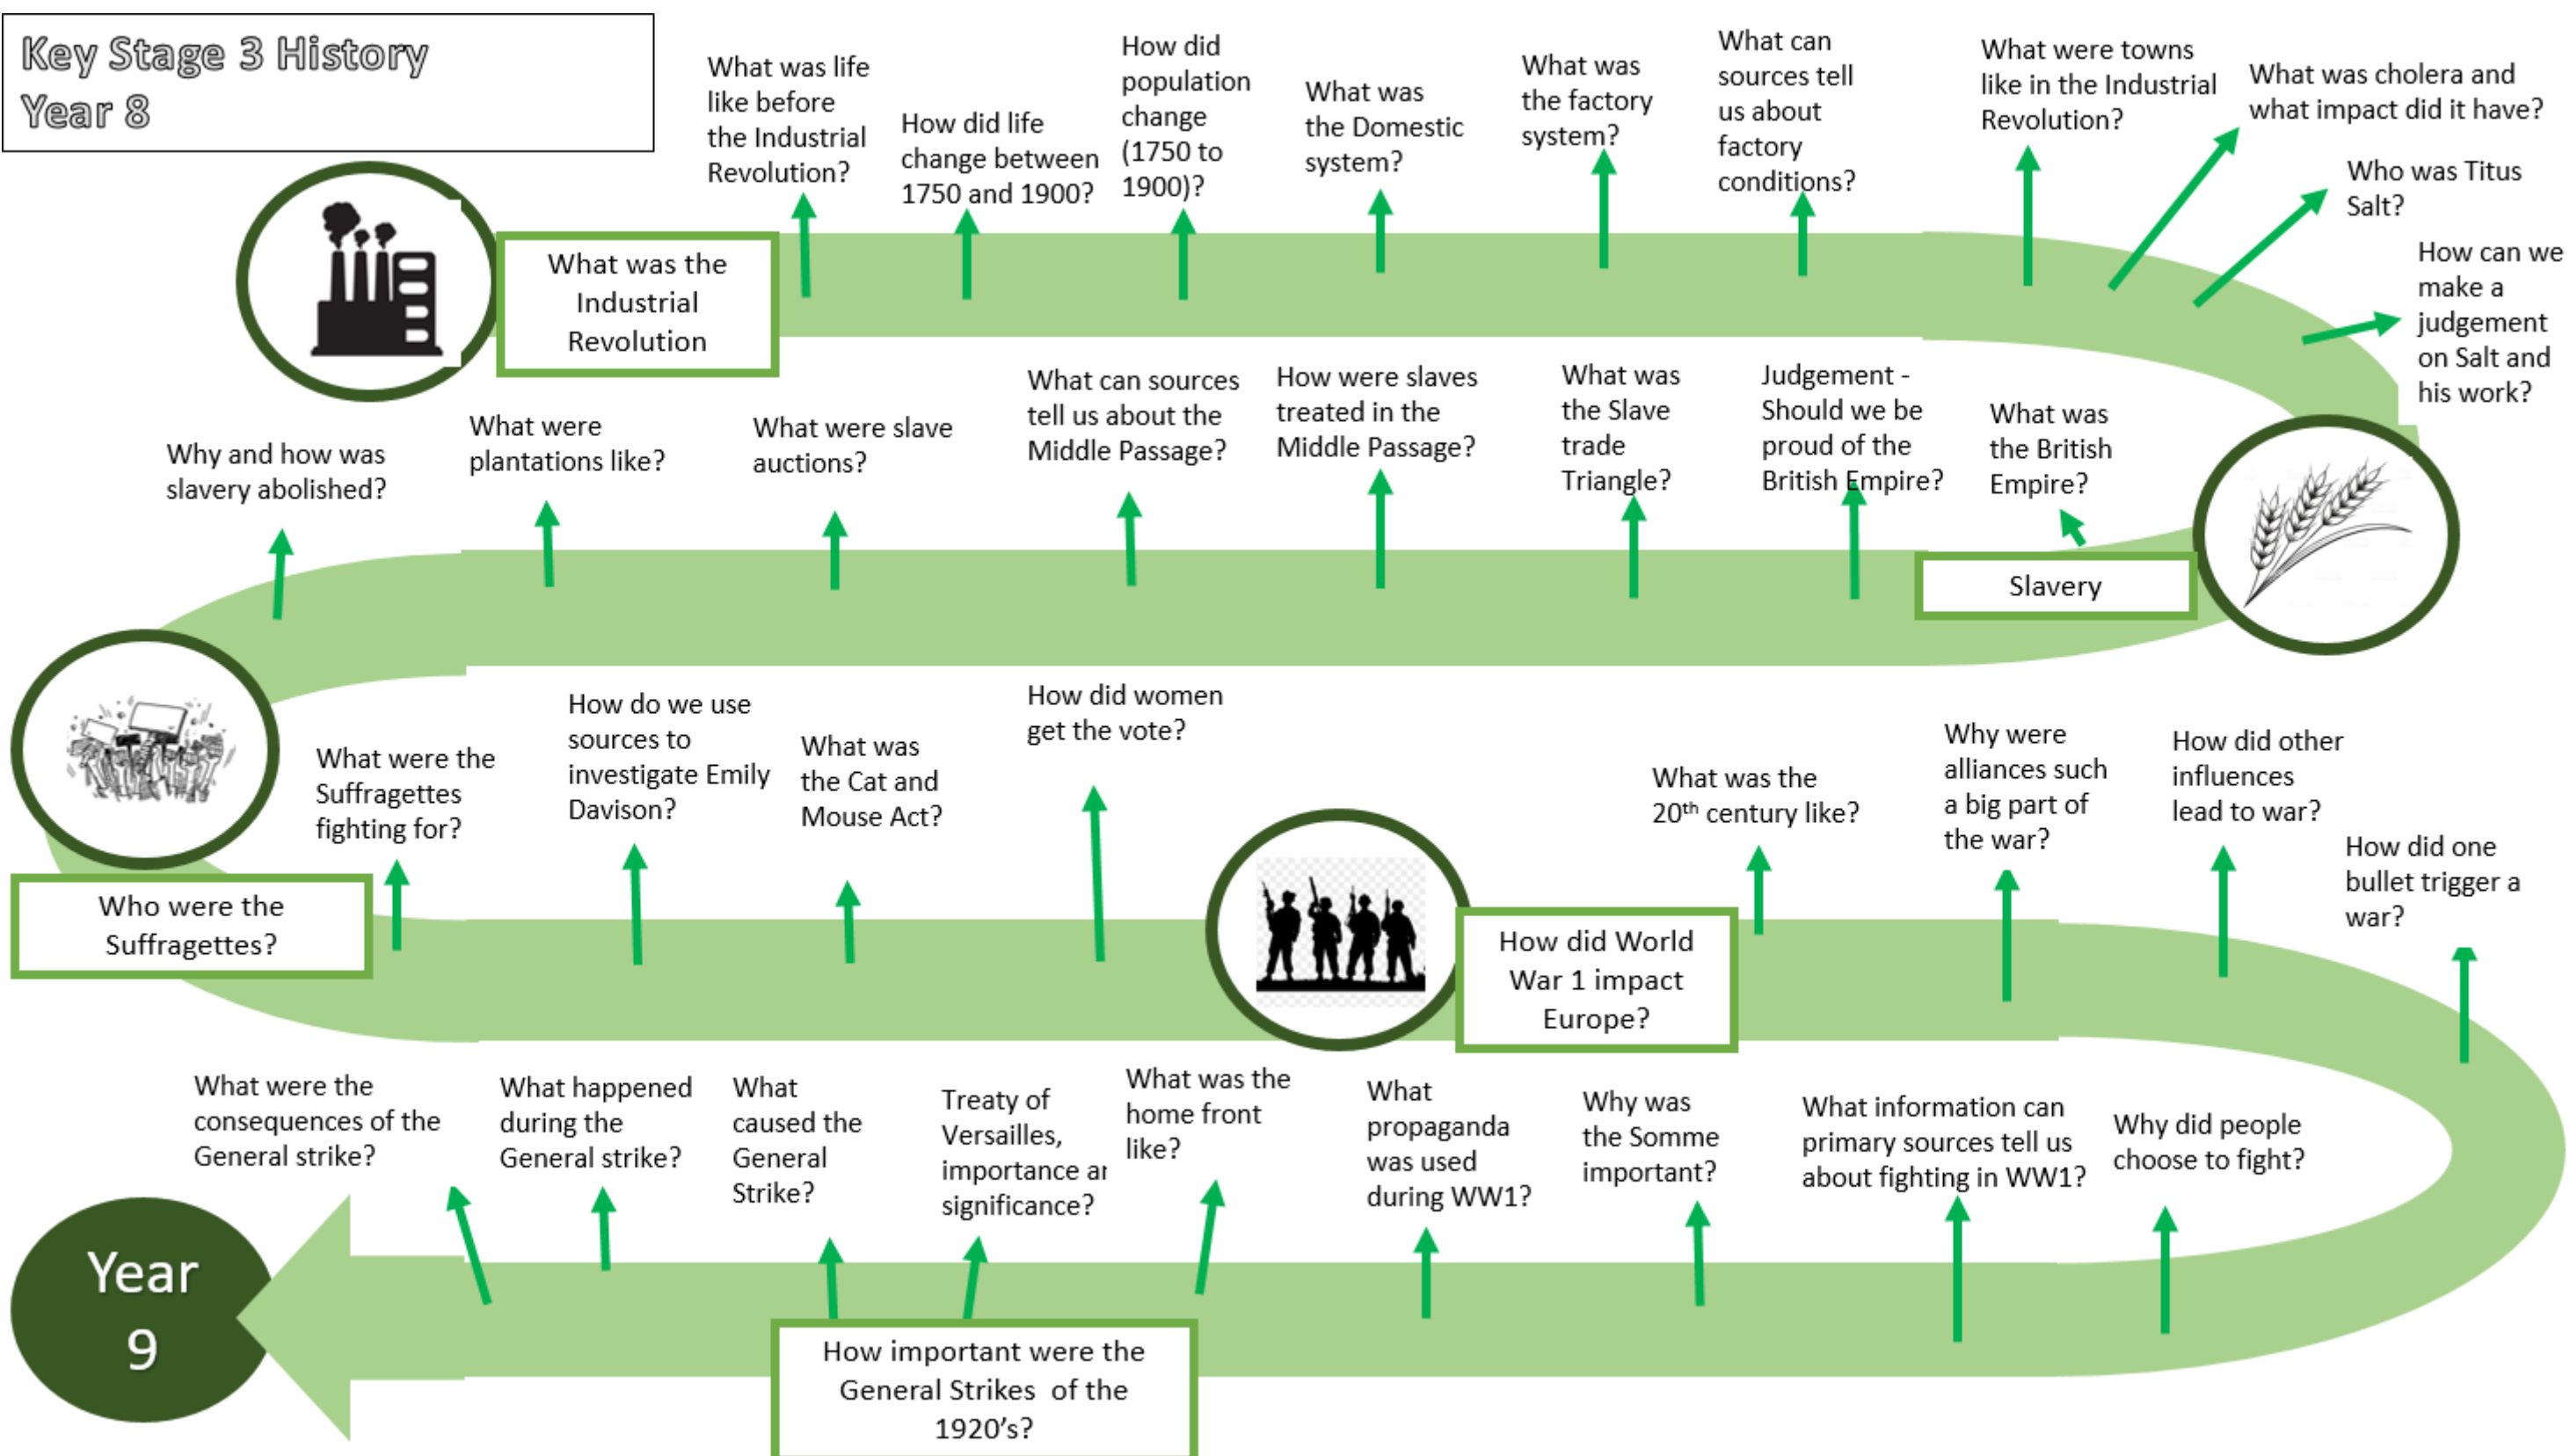 Key Stage 3 History
Year 8
What was the
Industrial
Revolution
What was life
like before
the Industrial
Revolution?
How did life
change between
1750 and 1900?
How did
population
change
(1750 to
1900)?
What was
the Domestic
system?
What was
the factory
system?
What can
sources tell
us about
factory
conditions?
What were towns
like in the Industrial
Revolution?
What was cholera and
what impact did it have?
Who was Titus
Salt?
How can we
make a
judgement
on Salt and
his work?
Slavery
What was
the British
Empire?
Judgement -
Should we be
proud of the
British Empire?
What was
the Slave
trade
Triangle?
How were slaves
treated in the
Middle Passage?
What can sources
tell us about the
Middle Passage?
What were slave
auctions?
What were
plantations like?
Why and how was
slavery abolished?
Who were the
Suffragettes?
What were the
Suffragettes
fighting for?
How do we use
sources to
investigate Emily
Davison?
What was
the Cat and
Mouse Act?
How did women
get the vote?
How did World
War 1 impact
Europe?
What was the
20th century like?
Why were
alliances such
a big part of
the war?
How did other
influences
lead to war?
How did one
bullet trigger a
war?
Why did people
choose to fight?
What information can
primary sources tell us
about fighting in WW1?
Why was
the Somme
important?
What
propaganda
was used
during WW1?
What was the
home front
like?
Treaty of
Versailles,
importance ar
significance?
How important were the
General Strikes of the
1920's?
What
caused the
General
Strike?
What happened
during the
General strike?
What were the
consequences of the
General strike?
Year
9